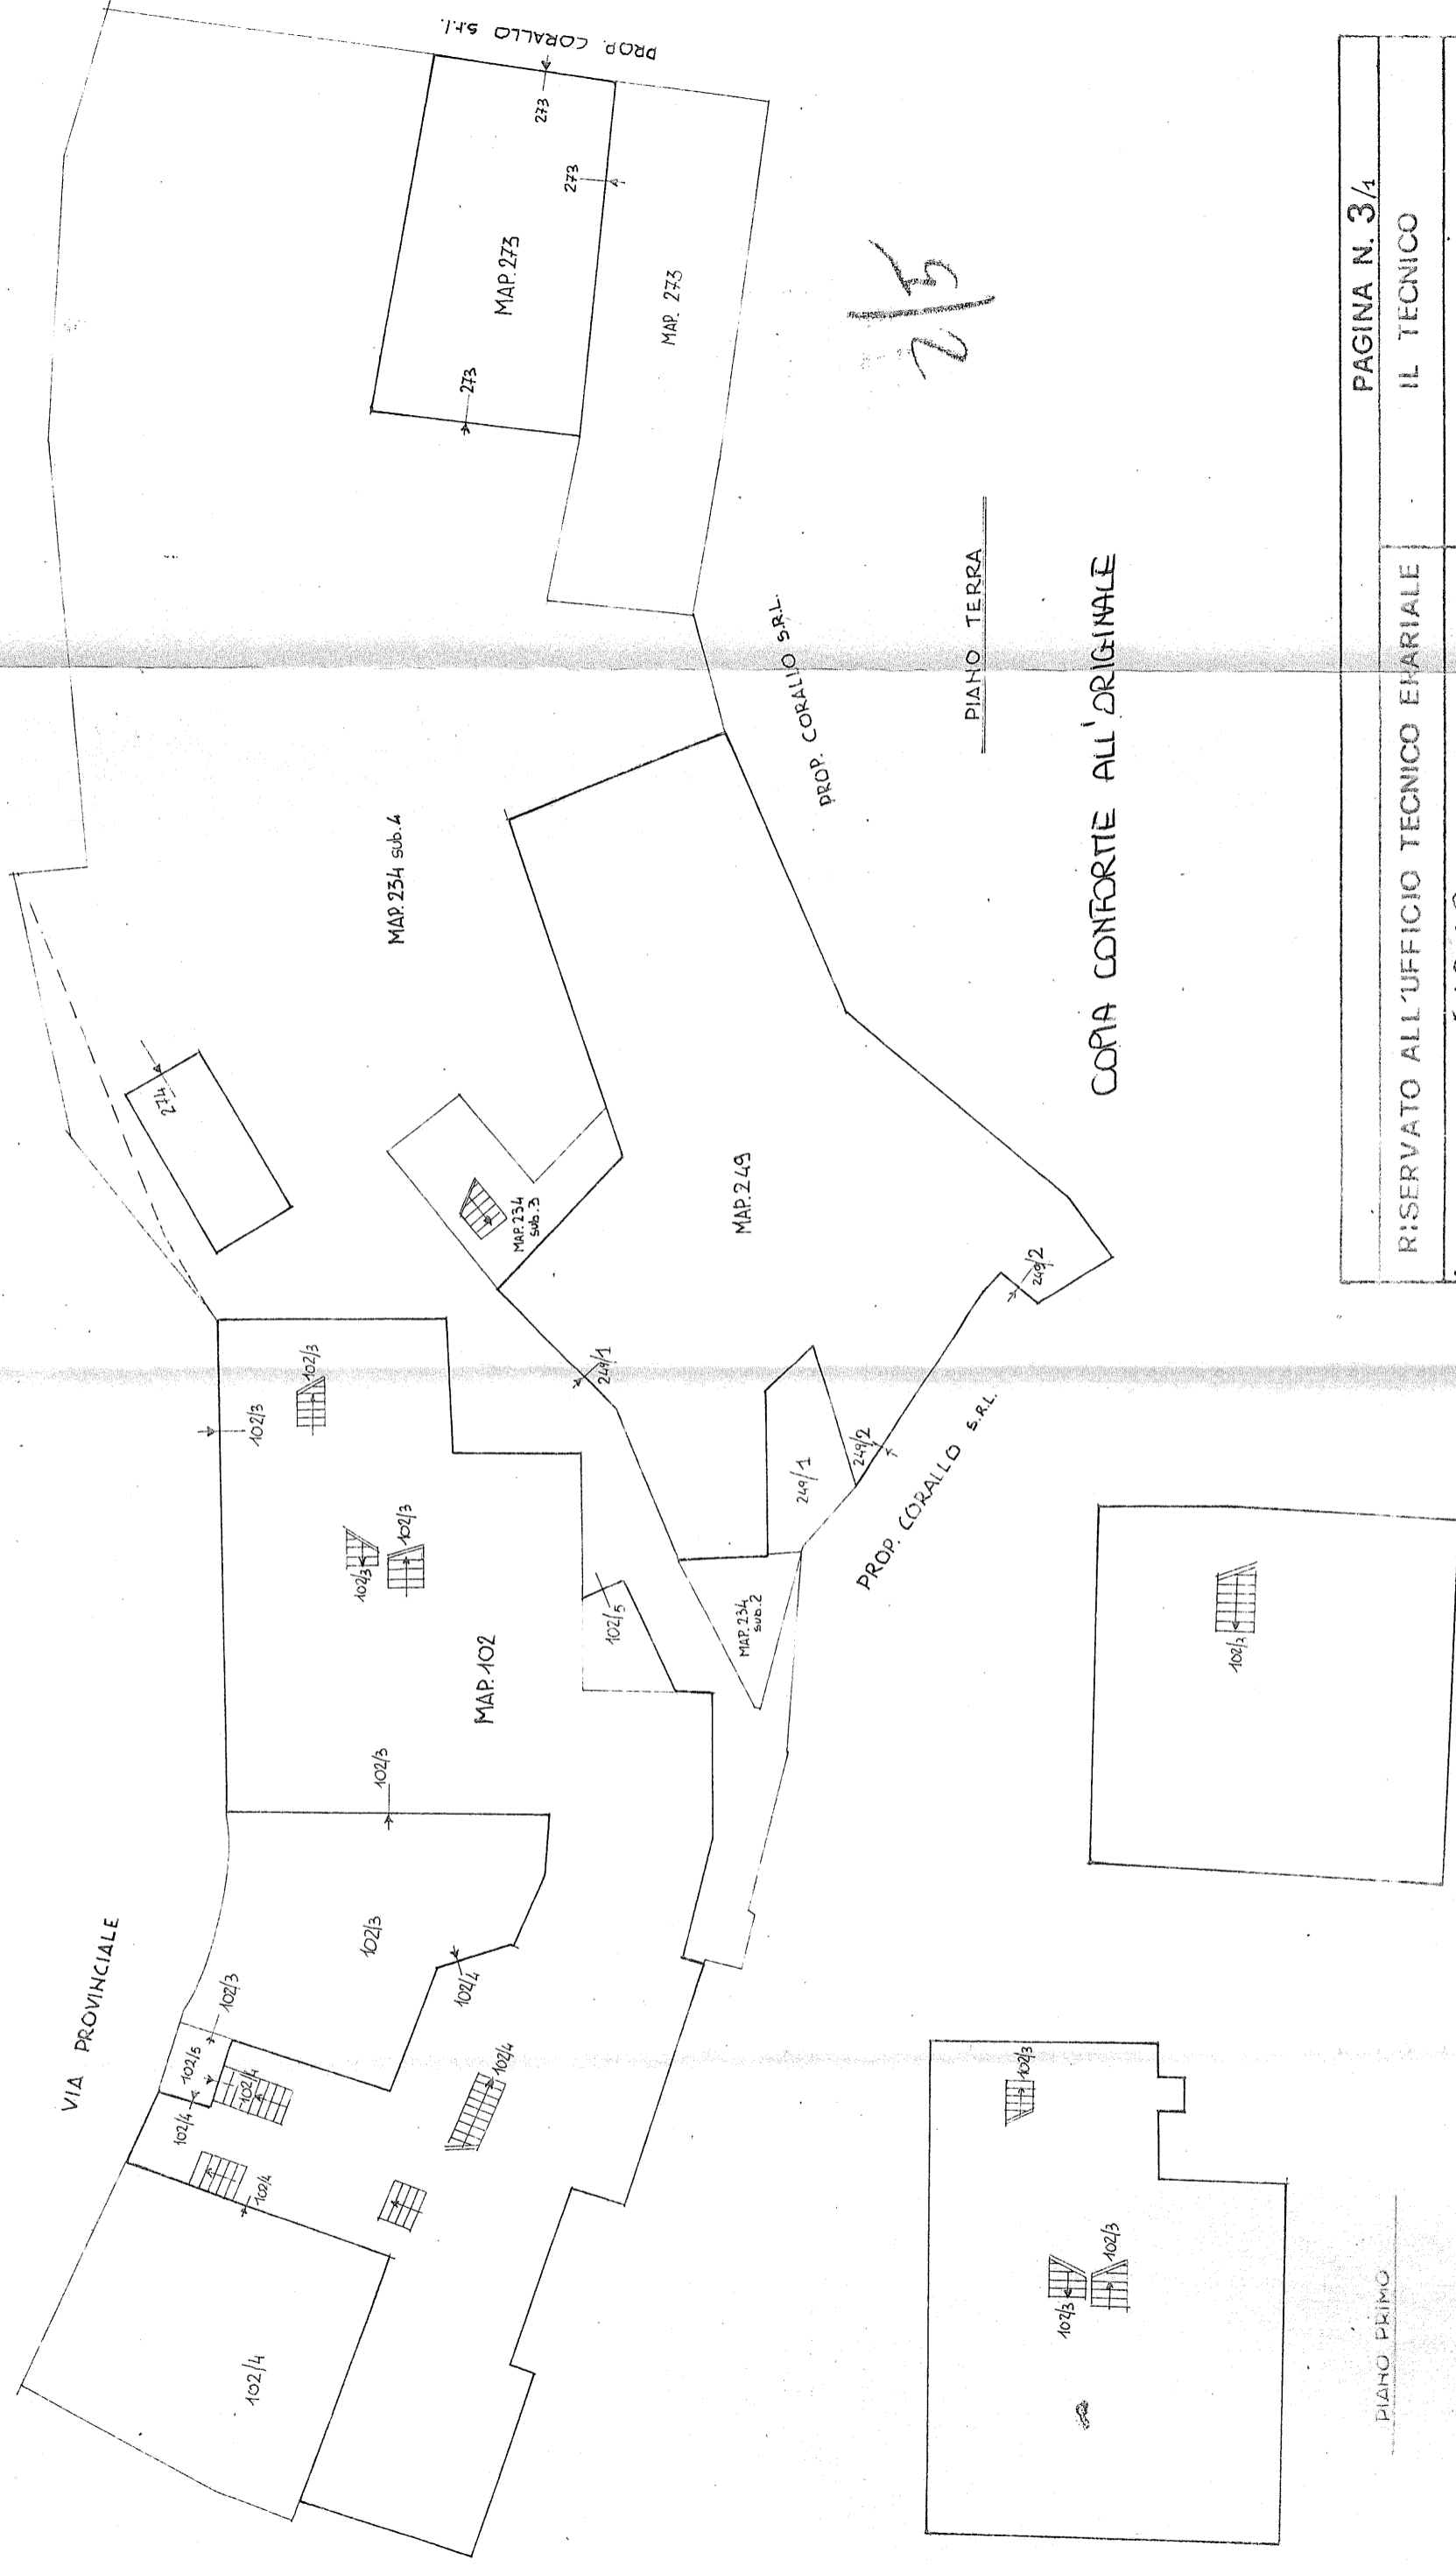 PROP. CORALLO s.r.l.
273
273
MAP. 273
MAP. 273
273
2/5
PAGINA N. 3/1
IL TECNICO
RISERVATO ALL'UFFICIO TECNICO ERARIALE
PROP. CORALLO S.R.L.
PIANO TERRA
COPIA CONFORME ALL'ORIGINALE
MAP. 234 sub. 4
274
MAP. 234
sub. 3
MAP. 249
249/2
249/1
249/1
249/2
PROP. CORALLO S.R.L.
MAP. 234
sub. 2
102/3
102/3
102/3
102/3
102/5
MAP. 102
102/3
VIA PROVINCIALE
102/3
102/3
102/4
102/5
102/4
102/4
102/4
102/4
102/4
102/3
102/3
102/3
102/3
PIANO PRIMO